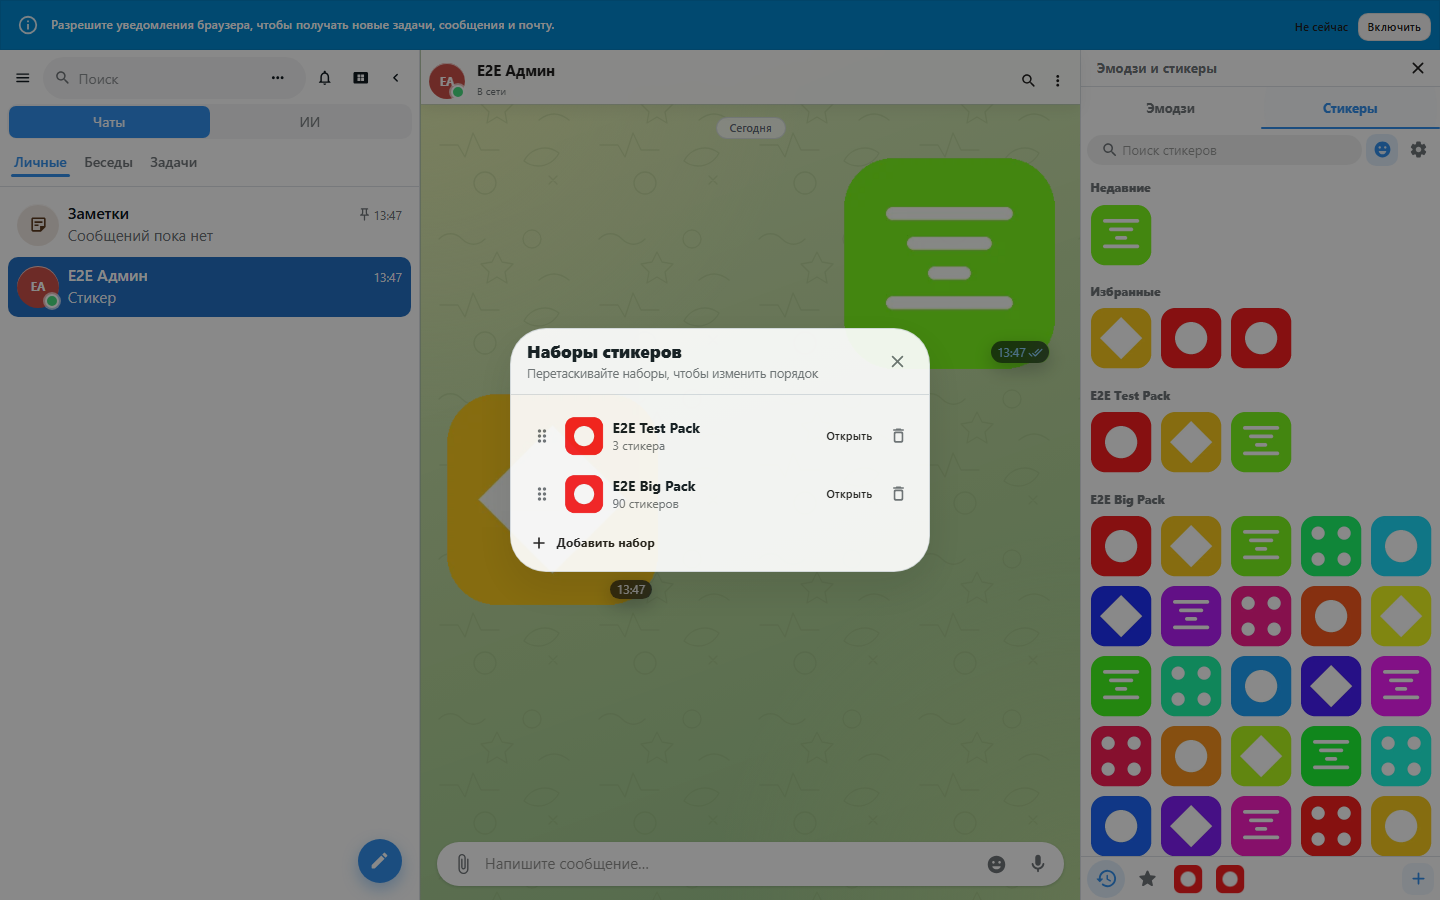 Разрешите уведомления браузера, чтобы получать новые задачи, сообщения и почту.
Не сейчас
Включить
Поиск
Чаты
ИИ
Личные
Беседы
Задачи
Заметки
13:47
Сообщений пока нет
EA
E2E Админ
13:47
Стикер
EA
E2E Админ
В сети
Сегодня
13:47
13:47
Напишите сообщение...
Наборы стикеров
Перетаскивайте наборы, чтобы изменить порядок
E2E Test Pack
3 стикера
Открыть
E2E Big Pack
90 стикеров
Открыть
Добавить набор
Эмодзи и стикеры
Эмодзи
Стикеры
Поиск стикеров
Недавние
Избранные
E2E Test Pack
E2E Big Pack